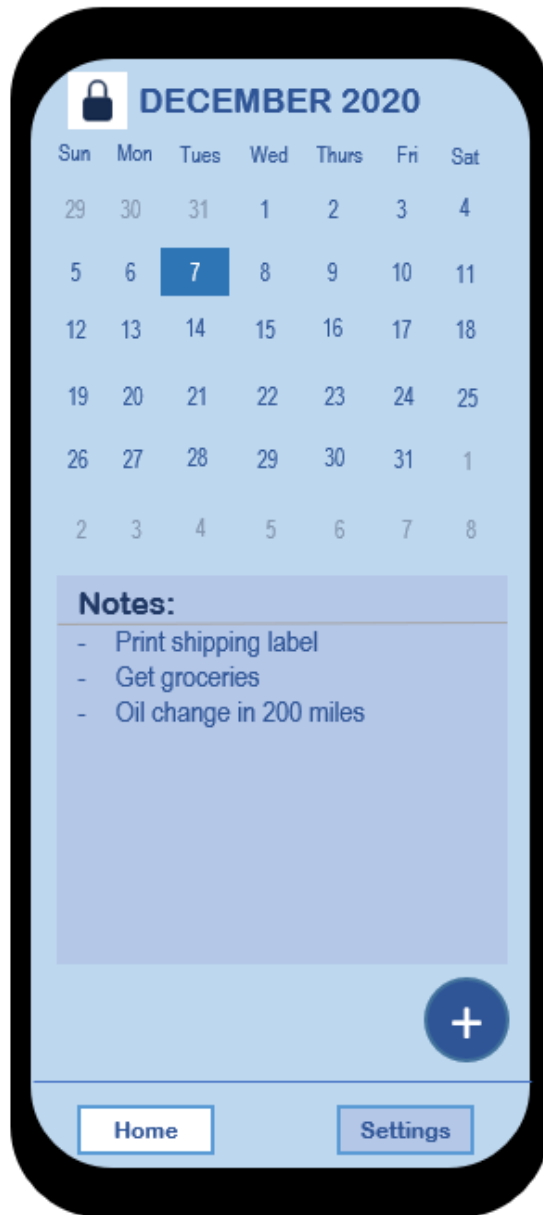 DECEMBER 2020
Sun Mon Tues Wed Thurs Fri Sat
29 30 31 1 2 3 4
5 6 7 8 9 10 11
12 13 14 15 16 17 18
19 20 21 22 23 24 25
26 27 28 29 30 31 1
2 3 4 5 6 7 8
Notes:
- Print shipping label
- Get groceries
- Oil change in 200 miles
+
Home Settings